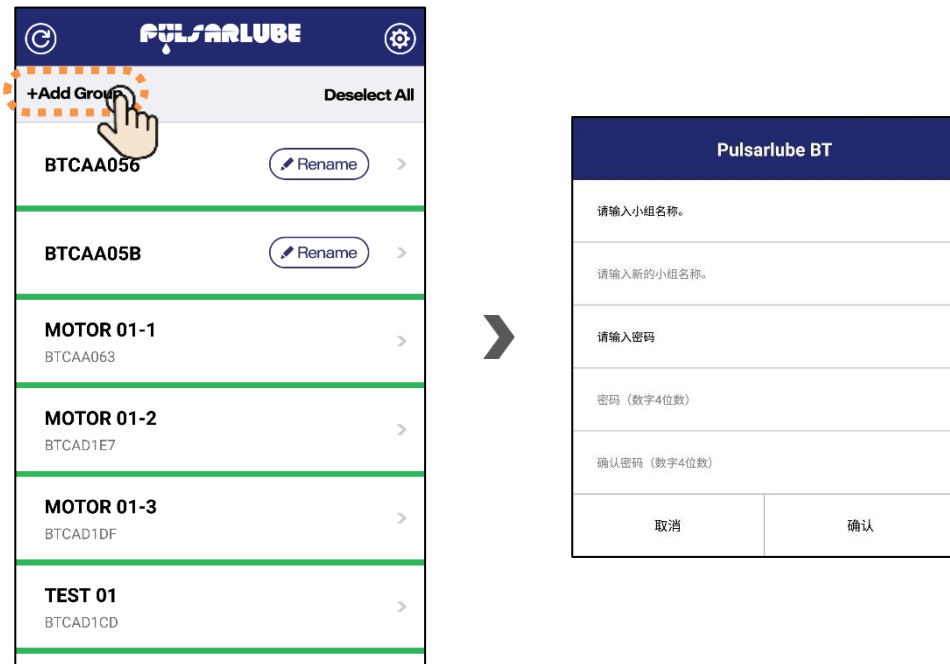 PULSARLUBE
+Add Group
Deselect All
BTCAA056
Rename
BTCAA05B
Rename
MOTOR 01-1
BTCAA063
MOTOR 01-2
BTCAD1E7
MOTOR 01-3
BTCAD1DF
TEST 01
BTCAD1CD
Pulsarlube BT
请输入小组名称。
请输入新的小组名称。
请输入密码
密码（数字4位数）
确认密码（数字4位数）
取消
确认